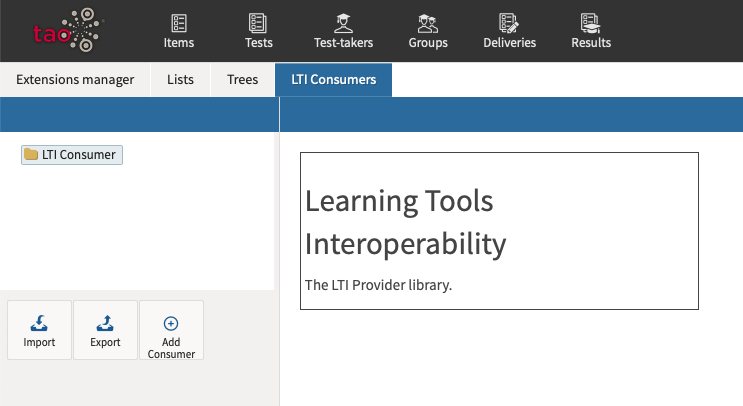 tao
Items
Tests
Test-takers
Groups
Deliveries
Results
Extensions manager
Lists
Trees
LTI Consumers
LTI Consumer
Learning Tools
Interoperability
The LTI Provider library.
Import
Export
Add
Consumer